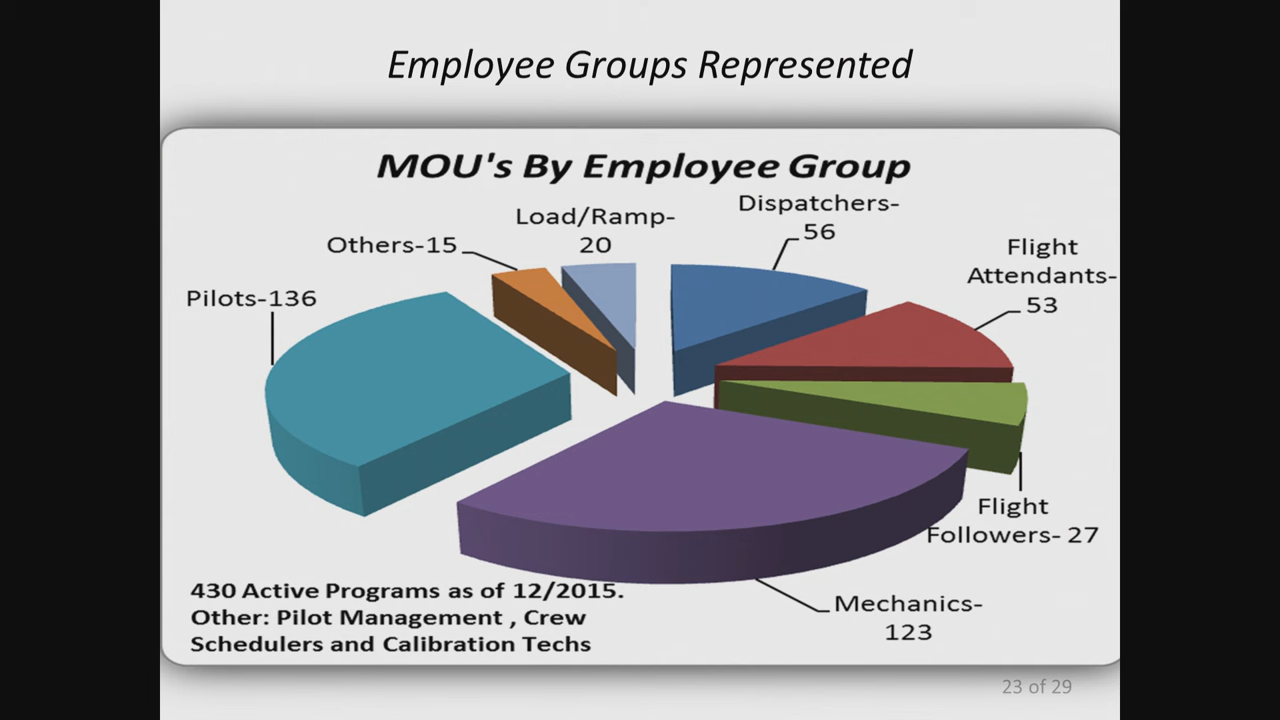 Employee Groups Represented
MOU's By Employee Group
Dispatchers-
56
Load/Ramp-
20
Others-15
Flight
Attendants-
53
Pilots-136
Flight
Followers- 27
Mechanics-
123
430 Active Programs as of 12/2015.
Other: Pilot Management , Crew
Schedulers and Calibration Techs
23 of 29